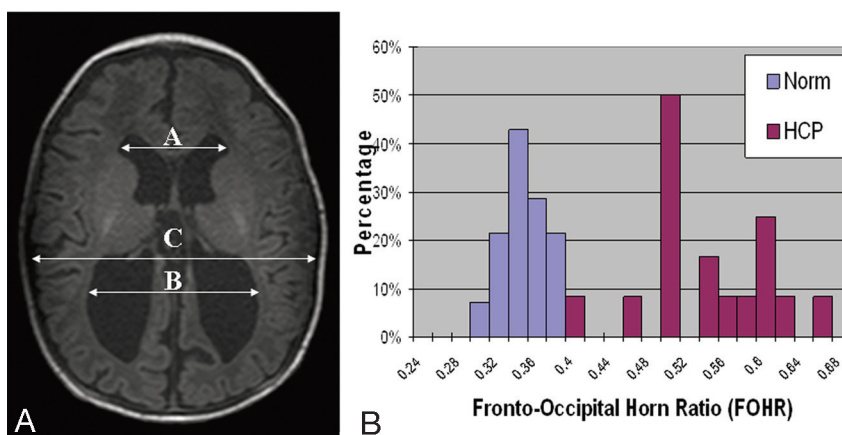 A
C
B
A
60%
50%
40%
30%
20%
10%
0%
Percentage
Norm
HCP
0.24
0.28
0.32
0.36
0.4
0.44
0.48
0.52
0.56
0.6
0.64
0.68
Fronto-Occipital Horn Ratio (FOHR)
B